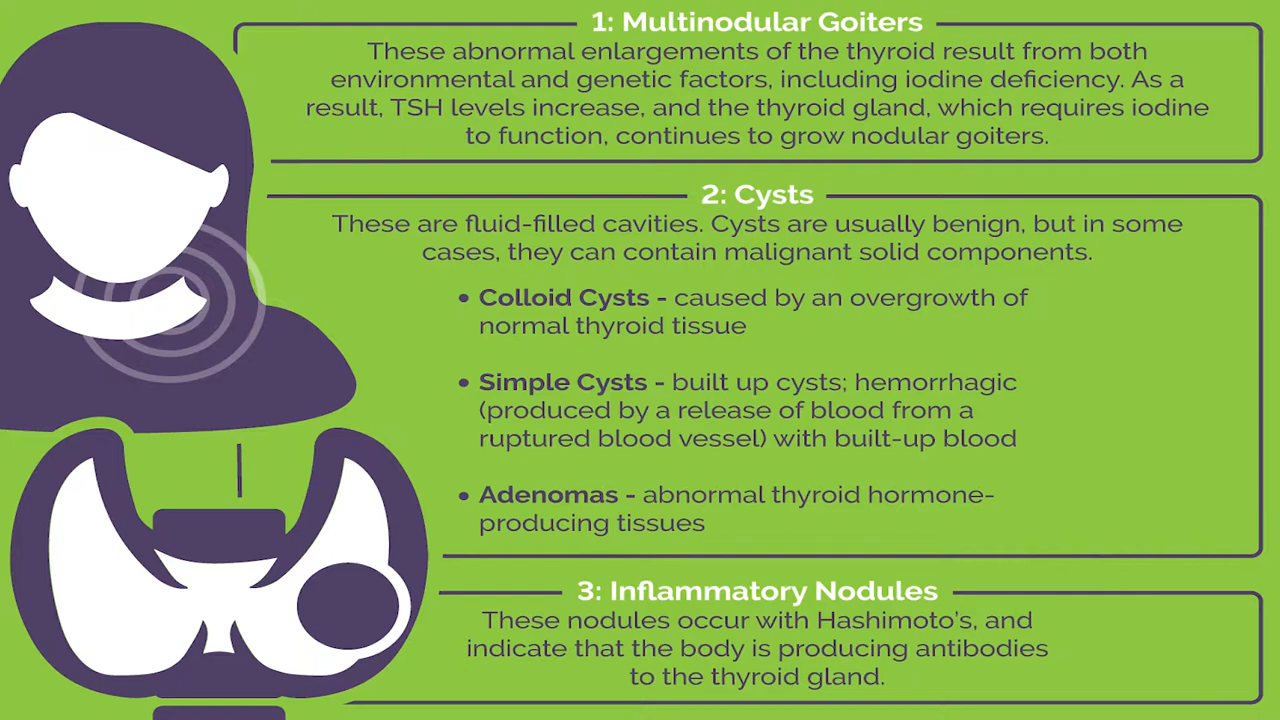 1: Multinodular Goiters
These abnormal enlargements of the thyroid result from both
environmental and genetic factors, including iodine deficiency. As a
result, TSH levels increase, and the thyroid gland, which requires iodine
to function, continues to grow nodular goiters.
2: Cysts
These are fluid-filled cavities. Cysts are usually benign, but in some
cases, they can contain malignant solid components.
• Colloid Cysts - caused by an overgrowth of
normal thyroid tissue
• Simple Cysts - built up cysts; hemorrhagic
(produced by a release of blood from a
ruptured blood vessel) with built-up blood
• Adenomas - abnormal thyroid hormone-
producing tissues
3: Inflammatory Nodules
These nodules occur with Hashimoto's, and
indicate that the body is producing antibodies
to the thyroid gland.